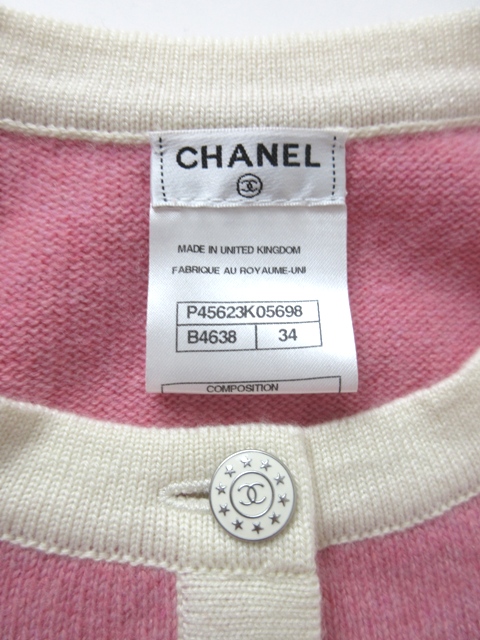 CHANEL
MADE IN UNITED KINGDOM
FABRIQUE AU ROYAUME-UNI
P45623K05698
B4638 34
COMPOSITION